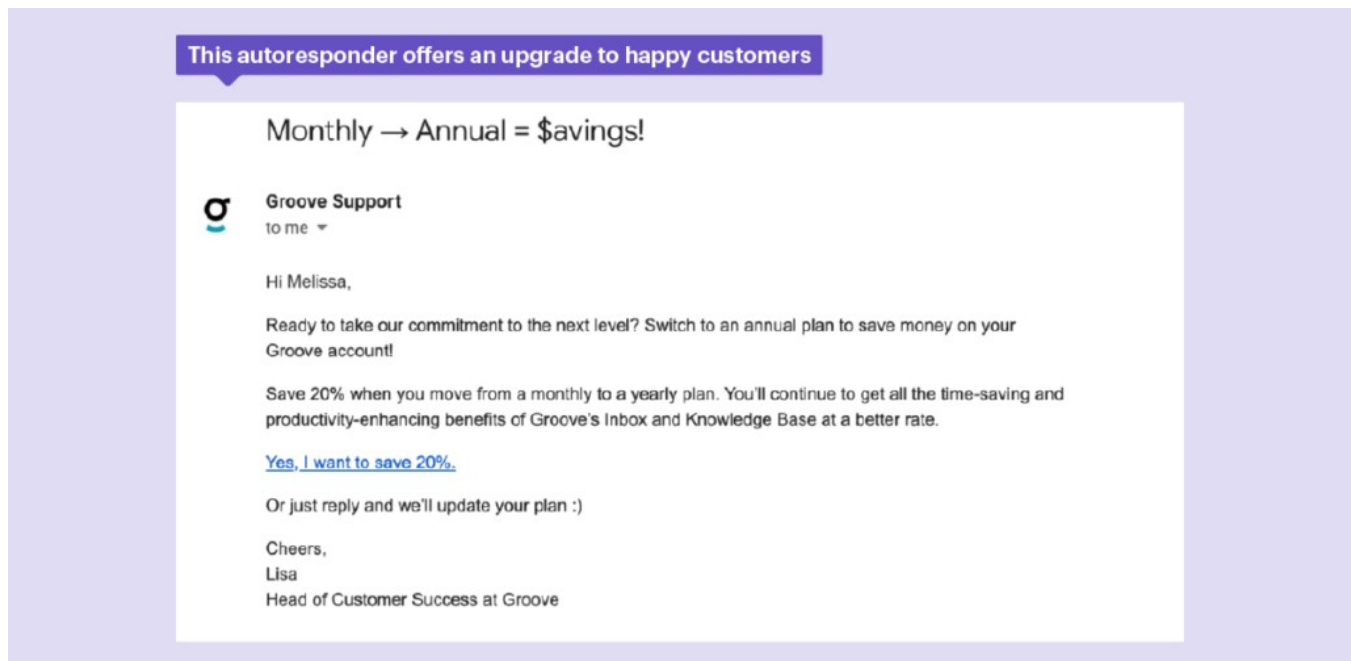 This autoresponder offers an upgrade to happy customers
Monthly → Annual = $avings!
Groove Support
to me
Hi Melissa,
Ready to take our commitment to the next level? Switch to an annual plan to save money on your
Groove account!
Save 20% when you move from a monthly to a yearly plan. You'll continue to get all the time-saving and
productivity-enhancing benefits of Groove's Inbox and Knowledge Base at a better rate.
Yes, I want to save 20%.
Or just reply and we'll update your plan :)
Cheers,
Lisa
Head of Customer Success at Groove